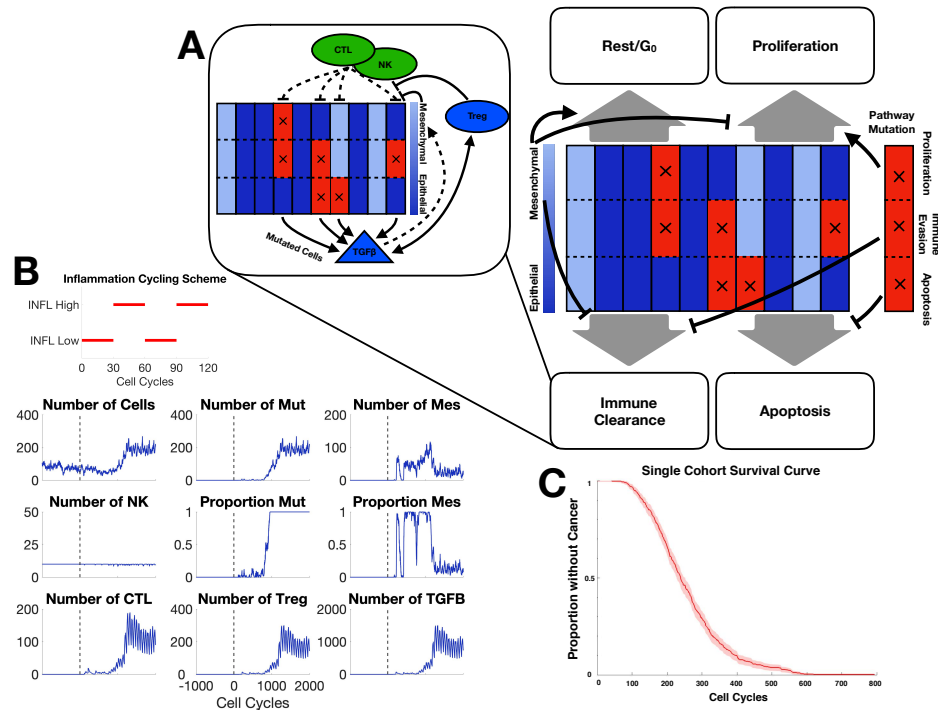 A
CTL
NK
Treg
Mesenchymal
Epithelial
Mutated Cells
TGFβ
Rest/G₀
Proliferation
Pathway
Mutation
Mesenchymal
Epithelial
Proliferation
Immune
Evasion
Apoptosis
Immune
Clearance
Apoptosis
B
Inflammation Cycling Scheme
INFL High
INFL Low
0 30 60 90 120
Cell Cycles
Number of Cells
400
200
0
Number of Mut
400
200
0
Number of Mes
200
100
0
Number of NK
50
25
0
Proportion Mut
1
0.5
0
Proportion Mes
1
0.5
0
Number of CTL
200
100
0
Number of Treg
400
200
0
-1000 0 1000 2000
Cell Cycles
Number of TGFB
2000
1000
0
C
Single Cohort Survival Curve
Proportion without Cancer
1
0.5
0
0 100 200 300 400 500 600 700 800
Cell Cycles